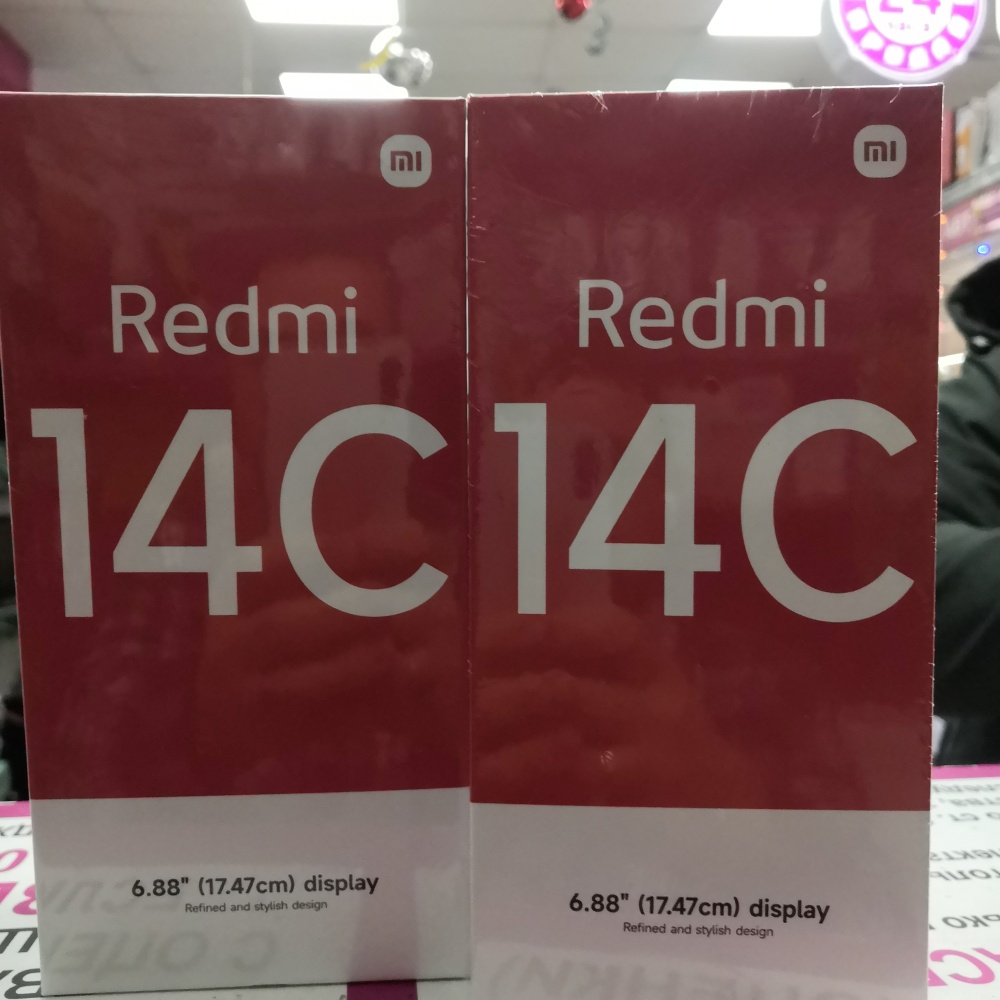 mi
Redmi
14C
6.88" (17.47cm) display
Refined and stylish design
mi
Redmi
14C
6.88" (17.47cm) display
Refined and stylish design